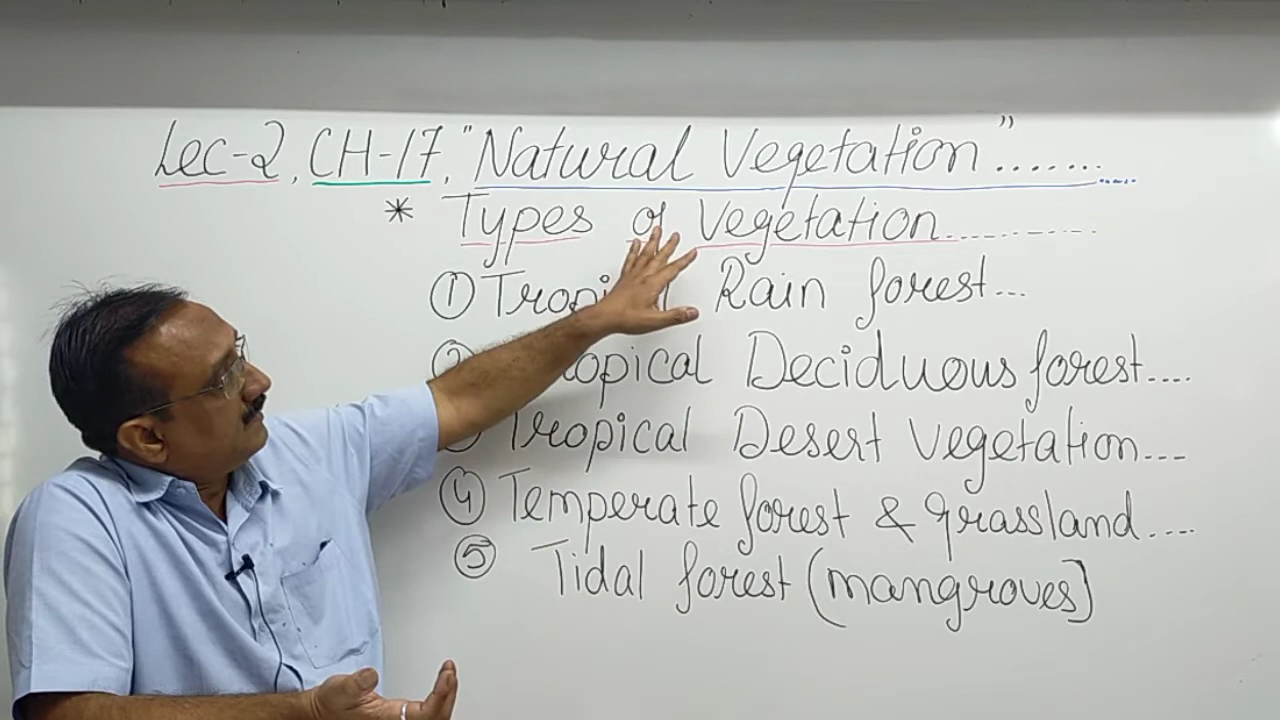 Lec-2, CH-17, "Natural Vegetation".......
* Types of Vegetation...........
① Rain forest...
Deciduous forest....
Tropical Desert Vegetation...
④ Temperate forest & grassland....
⑤ Tidal forest (mangroves]